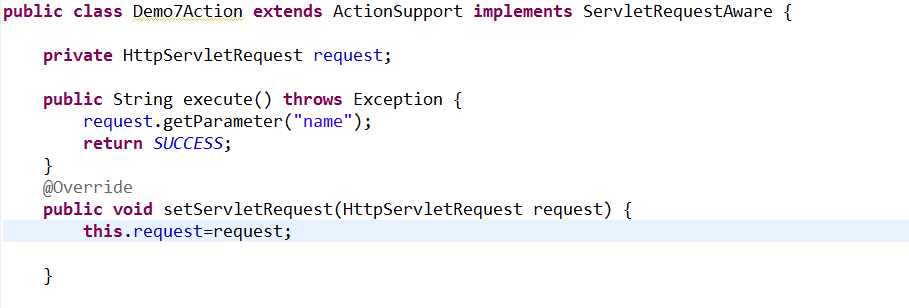 public class Demo7Action extends ActionSupport implements ServletRequestAware {
private HttpServletRequest request;
public String execute() throws Exception {
request.getParameter("name");
return SUCCESS;
}
@Override
public void setServletRequest(HttpServletRequest request) {
this.request=request;
}